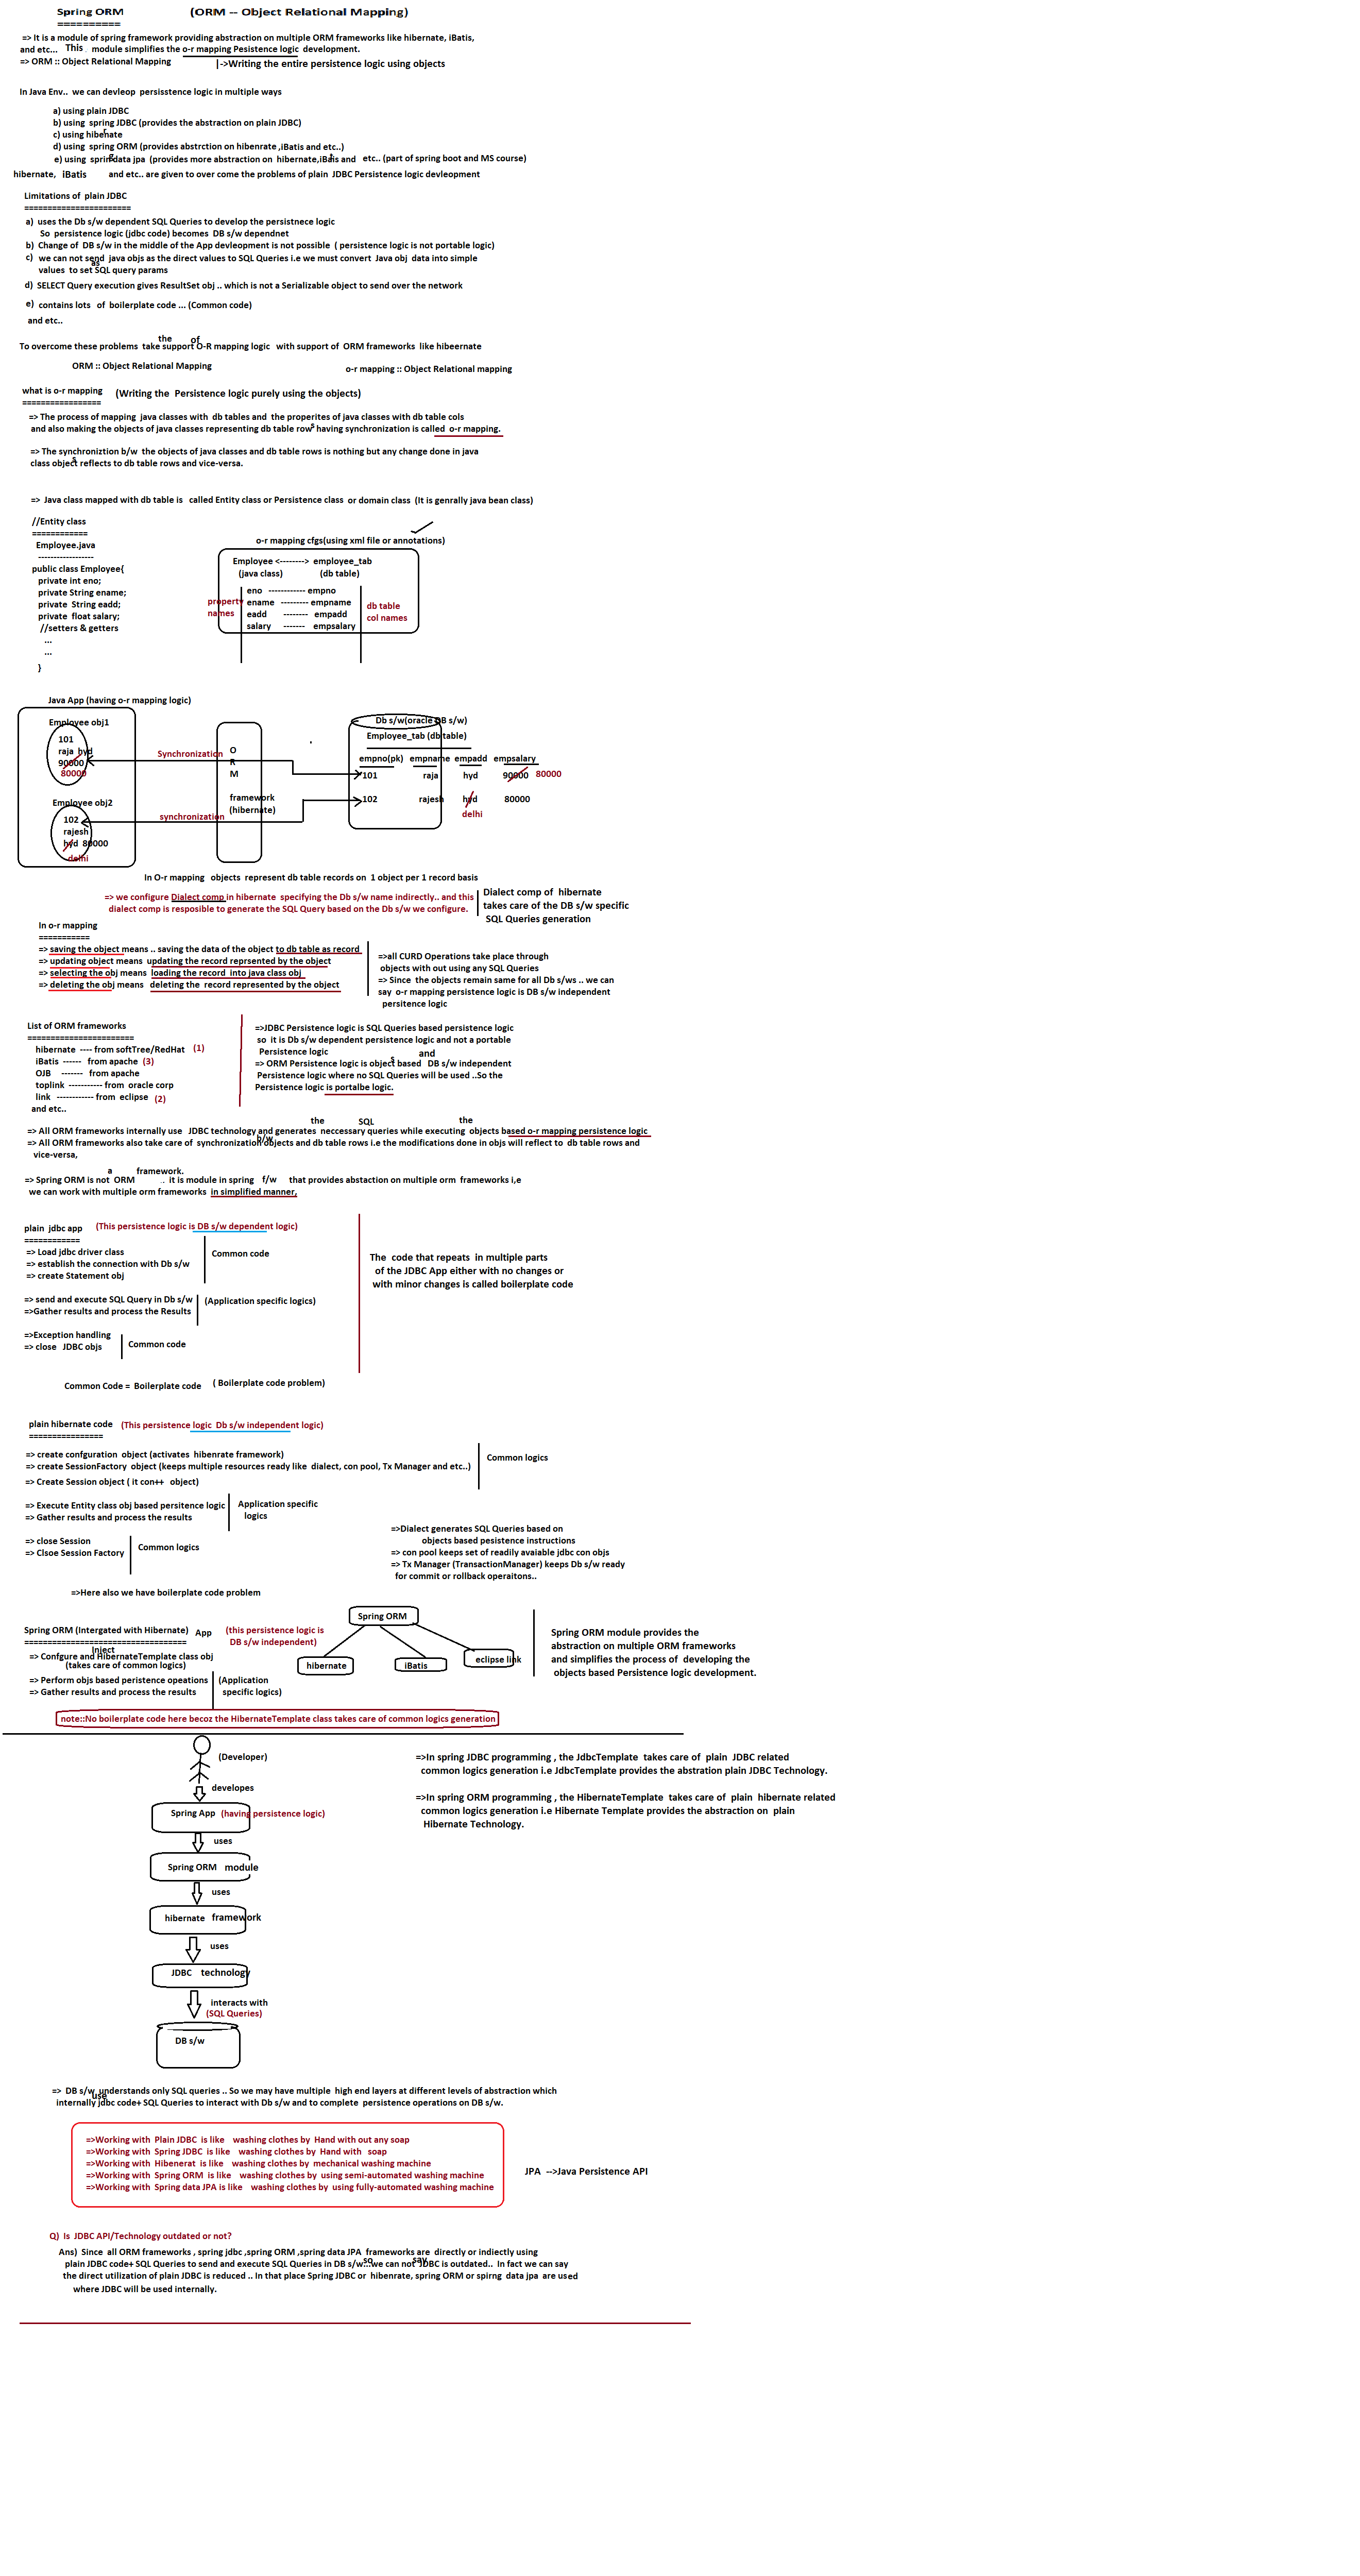 Spring ORM (ORM -- Object Relational Mapping)
==========
=> It is a module of spring framework providing abstraction on multiple ORM frameworks like hibernate, iBatis,
and etc... This module simplifies the o-r mapping Pesistence logic development.
=> ORM :: Object Relational Mapping |->Writing the entire persistence logic using objects
In Java Env.. we can devleop persisstence logic in multiple ways
a) using plain JDBC
b) using spring JDBC (provides the abstraction on plain JDBC)
c) using hibernate
d) using spring ORM (provides abstrction on hibenrate ,iBatis and etc..)
e) using spring data jpa (provides more abstraction on hibernate,iBatis and etc.. (part of spring boot and MS course)
hibernate, iBatis and etc.. are given to over come the problems of plain JDBC Persistence logic devleopment
Limitations of plain JDBC
=======================
a) uses the Db s/w dependent SQL Queries to develop the persistnece logic
So persistence logic (jdbc code) becomes DB s/w dependnet
b) Change of DB s/w in the middle of the App devleopment is not possible ( persistence logic is not portable logic)
c) we can not send java objs as the direct values to SQL Queries i.e we must convert Java obj data into simple
values to set as SQL query params
d) SELECT Query execution gives ResultSet obj .. which is not a Serializable object to send over the network
e) contains lots of boilerplate code ... (Common code)
and etc..
To overcome these problems take the support of O-R mapping logic with support of ORM frameworks like hibeernate
ORM :: Object Relational Mapping o-r mapping :: Object Relational mapping
what is o-r mapping (Writing the Persistence logic purely using the objects)
=================
=> The process of mapping java classes with db tables and the properites of java classes with db table cols
and also making the objects of java classes representing db table rows having synchronization is called o-r mapping.
=> The synchroniztion b/w the objects of java classes and db table rows is nothing but any change done in java
class objects reflects to db table rows and vice-versa.
=> Java class mapped with db table is called Entity class or Persistence class or domain class (It is genrally java bean class)
//Entity class
============
Employee.java
------------------
public class Employee{
private int eno;
private String ename;
private String eadd;
private float salary;
//setters & getters
...
...
}
o-r mapping cfgs(using xml file or annotations)
Employee <--------> employee_tab
(java class) (db table)
property names
eno ------------ empno
ename --------- empname
eadd -------- empadd
salary ------- empsalary
db table
col names
Java App (having o-r mapping logic)
Employee obj1
101
raja hyd
90000
80000
Employee obj2
102
rajesh
hyd 80000
delhi
Synchronization
synchronization
O
R
M
framework
(hibernate)
Db s/w(oracle DB s/w)
Employee_tab (db table)
empno(pk) empname empadd empsalary
101 raja hyd 90000 80000
102 rajesh hyd 80000
delhi
In O-r mapping objects represent db table records on 1 object per 1 record basis
=> we configure Dialect comp in hibernate specifying the Db s/w name indirectly.. and this
dialect comp is resposible to generate the SQL Query based on the Db s/w we configure.
Dialect comp of hibernate
takes care of the DB s/w specific
SQL Queries generation
In o-r mapping
===========
=> saving the object means .. saving the data of the object to db table as record
=> updating object means updating the record reprsented by the object
=> selecting the obj means loading the record into java class obj
=> deleting the obj means deleting the record represented by the object
=>all CURD Operations take place through
objects with out using any SQL Queries
=> Since the objects remain same for all Db s/ws .. we can
say o-r mapping persistence logic is DB s/w independent
persitence logic
List of ORM frameworks
=======================
hibernate ---- from softTree/RedHat (1)
iBatis ------ from apache (3)
OJB ------- from apache
toplink ----------- from oracle corp
link ------------ from eclipse (2)
and etc..
=>JDBC Persistence logic is SQL Queries based persistence logic
so it is Db s/w dependent persistence logic and not a portable
Persistence logic
=> ORM Persistence logic is objects based and DB s/w independent
Persistence logic where no SQL Queries will be used ..So the
Persistence logic is portalbe logic.
=> All ORM frameworks internally use JDBC technology and generates the neccessary SQL queries while executing the objects based o-r mapping persistence logic
=> All ORM frameworks also take care of synchronization b/w objects and db table rows i.e the modifications done in objs will reflect to db table rows and
vice-versa,
=> Spring ORM is not a ORM framework. .. it is module in spring f/w that provides abstaction on multiple orm frameworks i,e
we can work with multiple orm frameworks in simplified manner,
plain jdbc app (This persistence logic is DB s/w dependent logic)
============
=> Load jdbc driver class
=> establish the connection with Db s/w
=> create Statement obj
Common code
=> send and execute SQL Query in Db s/w
=>Gather results and process the Results
(Application specific logics)
=>Exception handling
=> close JDBC objs
Common code
The code that repeats in multiple parts
of the JDBC App either with no changes or
with minor changes is called boilerplate code
Common Code = Boilerplate code ( Boilerplate code problem)
plain hibernate code (This persistence logic Db s/w independent logic)
================
=> create confguration object (activates hibenrate framework)
=> create SessionFactory object (keeps multiple resources ready like dialect, con pool, Tx Manager and etc..)
=> Create Session object ( it con++ object)
Common logics
=> Execute Entity class obj based persitence logic
=> Gather results and process the results
Application specific
logics
=> close Session
=> Clsoe Session Factory
Common logics
=>Dialect generates SQL Queries based on
objects based pesistence instructions
=> con pool keeps set of readily avaiable jdbc con objs
=> Tx Manager (TransactionManager) keeps Db s/w ready
for commit or rollback operaitons..
=>Here also we have boilerplate code problem
Spring ORM (Intergated with Hibernate) App (this persistence logic is
DB s/w independent)
===================================
=> Confgure and Inject HibernateTemplate class obj
(takes care of common logics)
=> Perform objs based peristence opeations
=> Gather results and process the results
(Application
specific logics)
Spring ORM
hibernate iBatis eclipse link
Spring ORM module provides the
abstraction on multiple ORM frameworks
and simplifies the process of developing the
objects based Persistence logic development.
note::No boilerplate code here becoz the HibernateTemplate class takes care of common logics generation
(Developer)
developes
Spring App (having persistence logic)
uses
Spring ORM module
uses
hibernate framework
uses
JDBC technology
interacts with
(SQL Queries)
DB s/w
=>In spring JDBC programming , the JdbcTemplate takes care of plain JDBC related
common logics generation i.e JdbcTemplate provides the abstration plain JDBC Technology.
=>In spring ORM programming , the HibernateTemplate takes care of plain hibernate related
common logics generation i.e Hibernate Template provides the abstraction on plain
Hibernate Technology.
=> DB s/w understands only SQL queries .. So we may have multiple high end layers at different levels of abstraction which
internally use jdbc code+ SQL Queries to interact with Db s/w and to complete persistence operations on DB s/w.
=>Working with Plain JDBC is like washing clothes by Hand with out any soap
=>Working with Spring JDBC is like washing clothes by Hand with soap
=>Working with Hibenerat is like washing clothes by mechanical washing machine
=>Working with Spring ORM is like washing clothes by using semi-automated washing machine
=>Working with Spring data JPA is like washing clothes by using fully-automated washing machine
JPA -->Java Persistence API
Q) Is JDBC API/Technology outdated or not?
Ans) Since all ORM frameworks , spring jdbc ,spring ORM ,spring data JPA frameworks are directly or indiectly using
plain JDBC code+ SQL Queries to send and execute SQL Queries in DB s/w...so we can not say JDBC is outdated.. In fact we can say
the direct utilization of plain JDBC is reduced .. In that place Spring JDBC or hibenrate, spring ORM or spirng data jpa are used
where JDBC will be used internally.